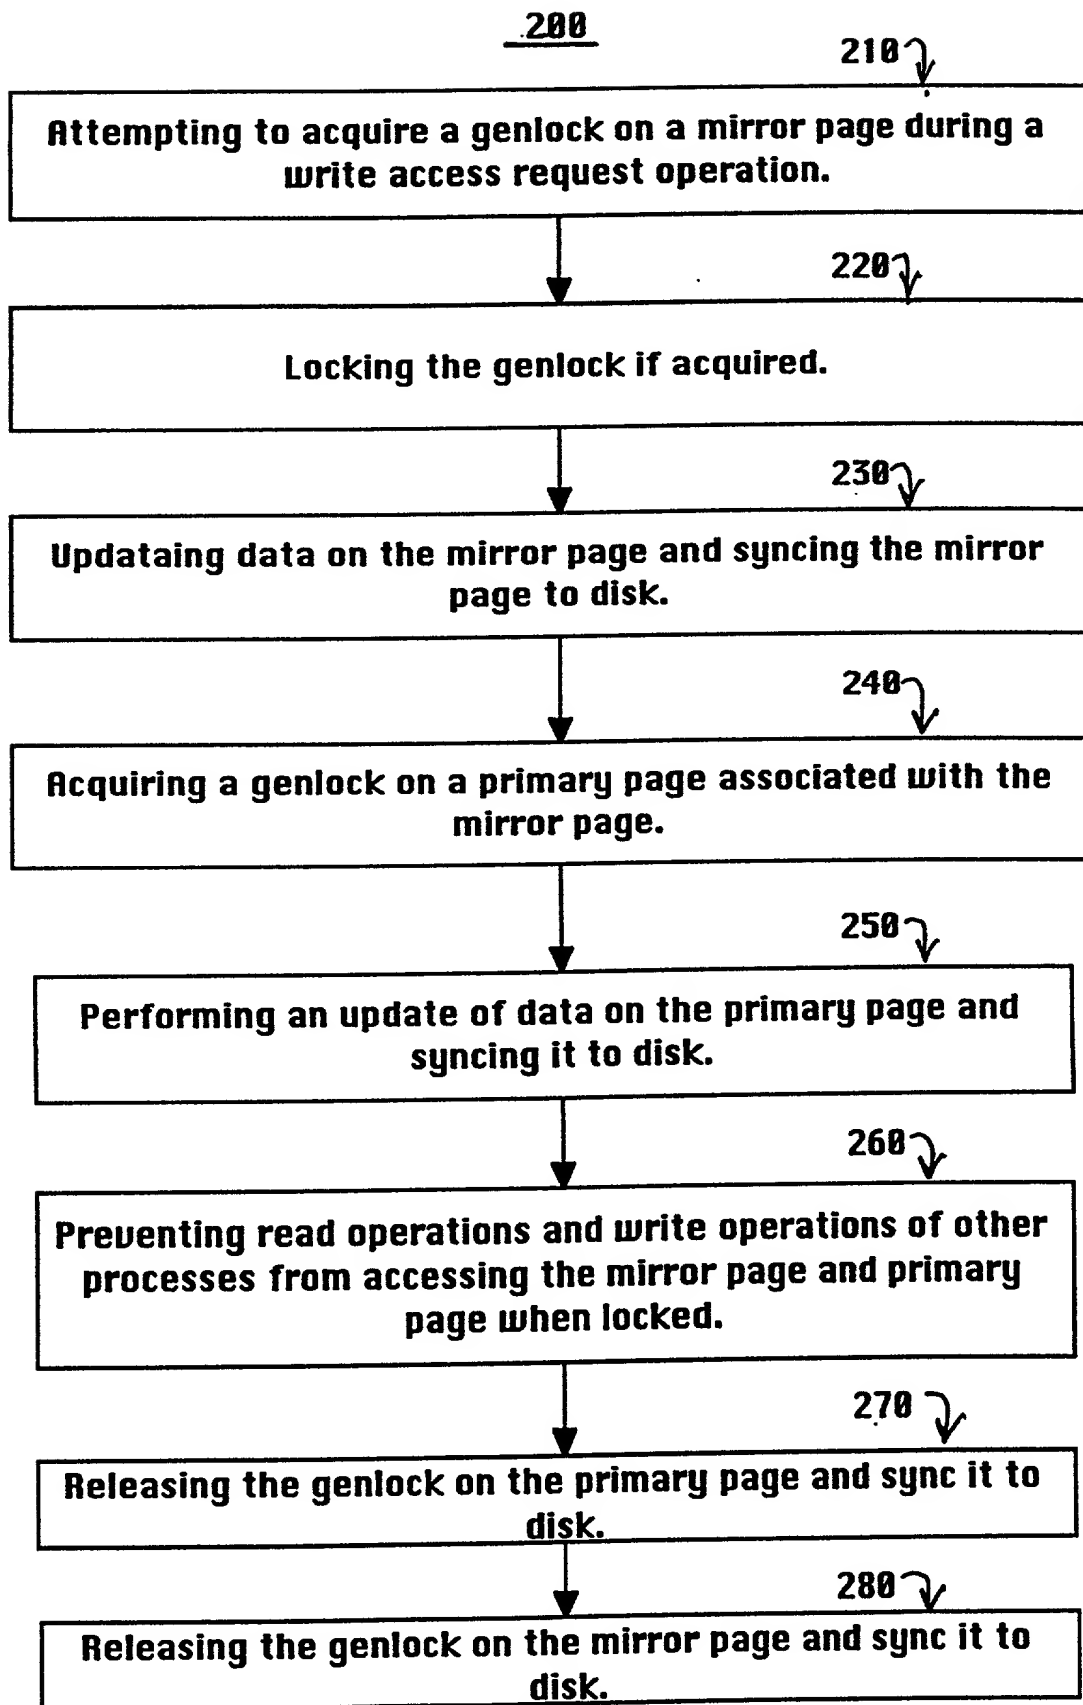 200
210
Attempting to acquire a genlock on a mirror page during a
write access request operation.
220
Locking the genlock if acquired.
230
Updataing data on the mirror page and syncing the mirror
page to disk.
240
Acquiring a genlock on a primary page associated with the
mirror page.
250
Performing an update of data on the primary page and
syncing it to disk.
260
Preventing read operations and write operations of other
processes from accessing the mirror page and primary
page when locked.
270
Releasing the genlock on the primary page and sync it to
disk.
280
Releasing the genlock on the mirror page and sync it to
disk.